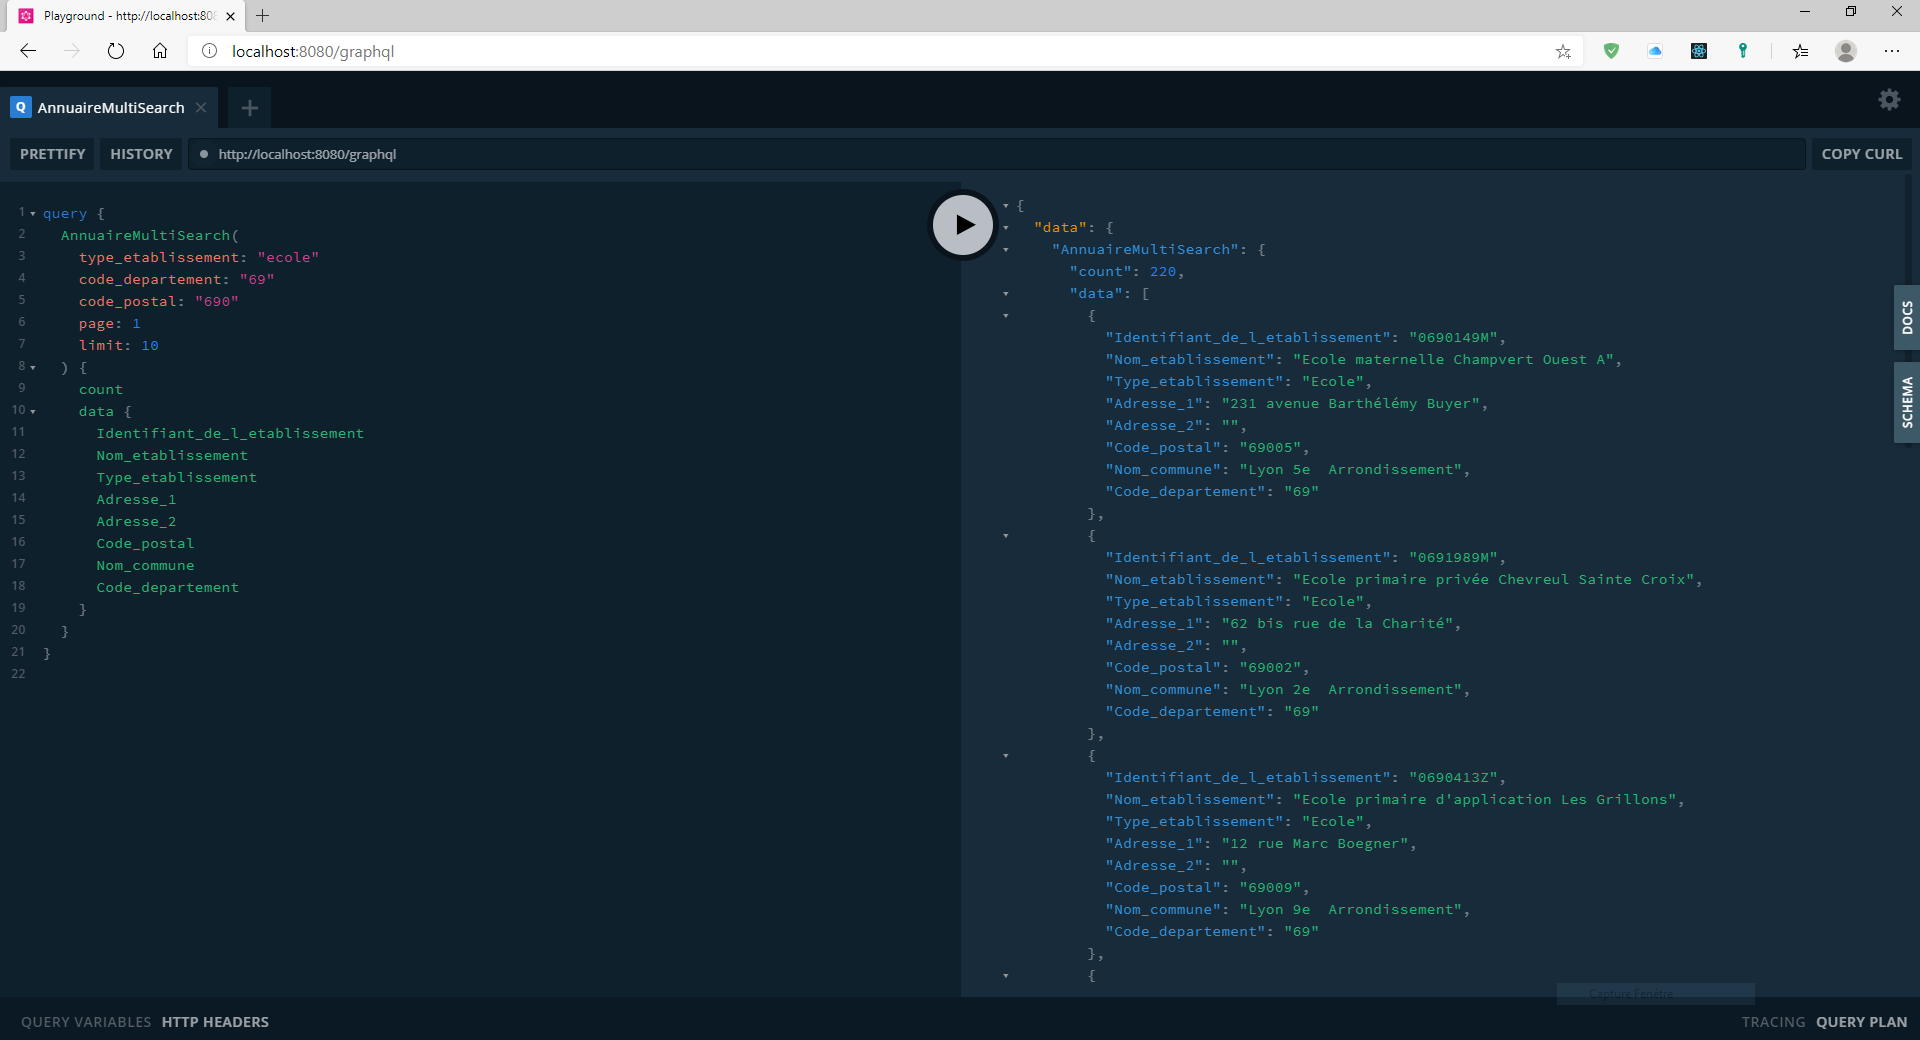 Playground - http://localhost:808
localhost:8080/graphql
Q AnnuaireMultiSearch
PRETTIFY HISTORY http://localhost:8080/graphql COPY CURL
1 query {
2 AnnuaireMultiSearch(
3 type_etablissement: "ecole"
4 code_departement: "69"
5 code_postal: "690"
6 page: 1
7 limit: 10
8 ) {
9 count
10 data {
11 Identifiant_de_l_etablissement
12 Nom_etablissement
13 Type_etablissement
14 Adresse_1
15 Adresse_2
16 Code_postal
17 Nom_commune
18 Code_departement
19 }
20 }
21 }
22
{
"data": {
"AnnuaireMultiSearch": {
"count": 220,
"data": [
{
"Identifiant_de_l_etablissement": "0690149M",
"Nom_etablissement": "Ecole maternelle Champvert Ouest A",
"Type_etablissement": "Ecole",
"Adresse_1": "231 avenue Barthélémy Buyer",
"Adresse_2": "",
"Code_postal": "69005",
"Nom_commune": "Lyon 5e  Arrondissement",
"Code_departement": "69"
},
{
"Identifiant_de_l_etablissement": "0691989M",
"Nom_etablissement": "Ecole primaire privée Chevreul Sainte Croix",
"Type_etablissement": "Ecole",
"Adresse_1": "62 bis rue de la Charité",
"Adresse_2": "",
"Code_postal": "69002",
"Nom_commune": "Lyon 2e  Arrondissement",
"Code_departement": "69"
},
{
"Identifiant_de_l_etablissement": "0690413Z",
"Nom_etablissement": "Ecole primaire d'application Les Grillons",
"Type_etablissement": "Ecole",
"Adresse_1": "12 rue Marc Boegner",
"Adresse_2": "",
"Code_postal": "69009",
"Nom_commune": "Lyon 9e  Arrondissement",
"Code_departement": "69"
},
{
DOCS
SCHEMA
Capture Fenêtre
QUERY VARIABLES HTTP HEADERS
TRACING QUERY PLAN